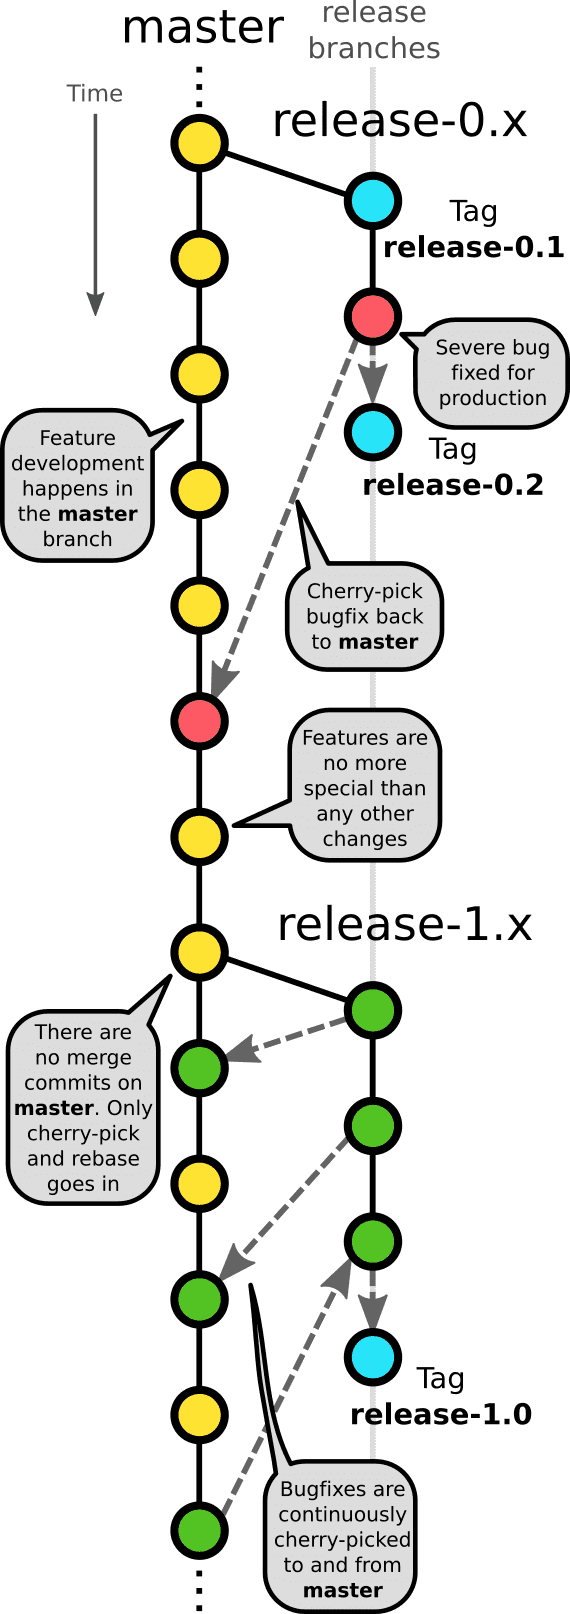 master
release
branches
Time
release-0.x
Tag
release-0.1
Severe bug
fixed for
production
Feature
development
happens in
the master
branch
Tag
release-0.2
Cherry-pick
bugfix back
to master
Features are
no more
special than
any other
changes
release-1.x
There are
no merge
commits on
master. Only
cherry-pick
and rebase
goes in
Tag
release-1.0
Bugfixes are
continuously
cherry-picked
to and from
master